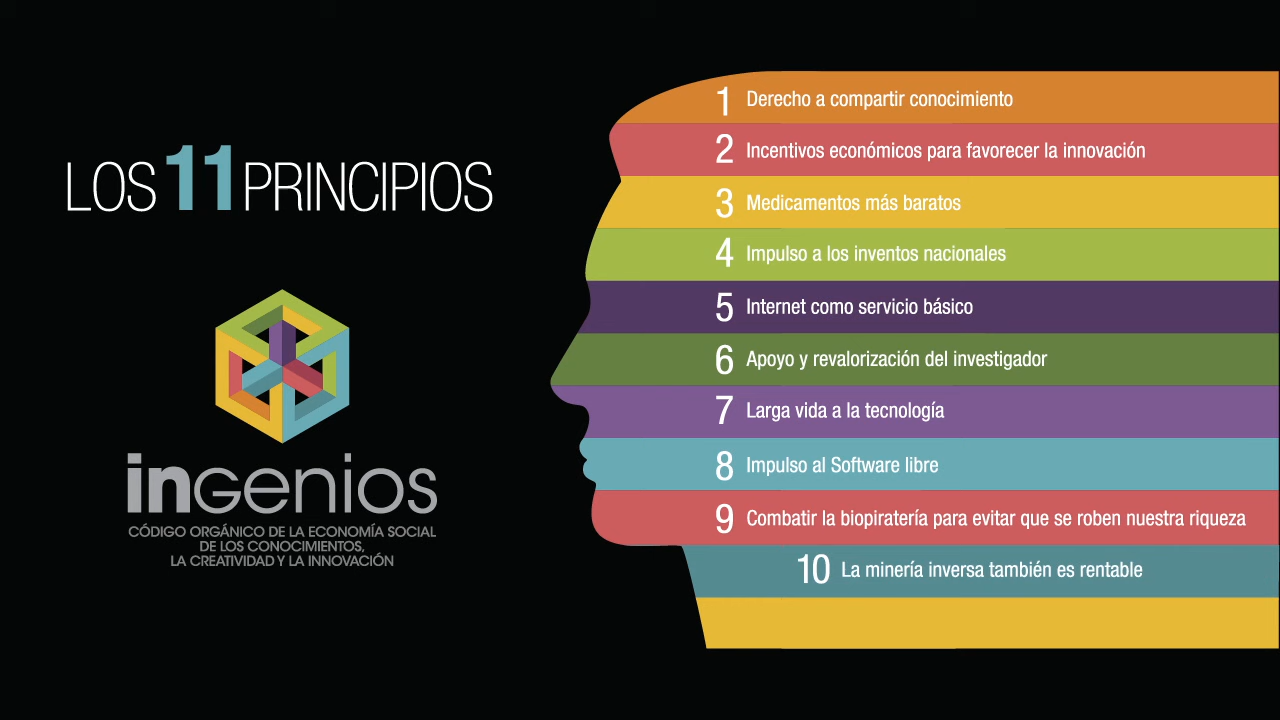 LOS 11 PRINCIPIOS
ingenios
CÓDIGO ORGÁNICO DE LA ECONOMÍA SOCIAL
DE LOS CONOCIMIENTOS,
LA CREATIVIDAD Y LA INNOVACIÓN
1 Derecho a compartir conocimiento
2 Incentivos económicos para favorecer la innovación
3 Medicamentos más baratos
4 Impulso a los inventos nacionales
5 Internet como servicio básico
6 Apoyo y revalorización del investigador
7 Larga vida a la tecnología
8 Impulso al Software libre
9 Combatir la biopiratería para evitar que se roben nuestra riqueza
10 La minería inversa también es rentable